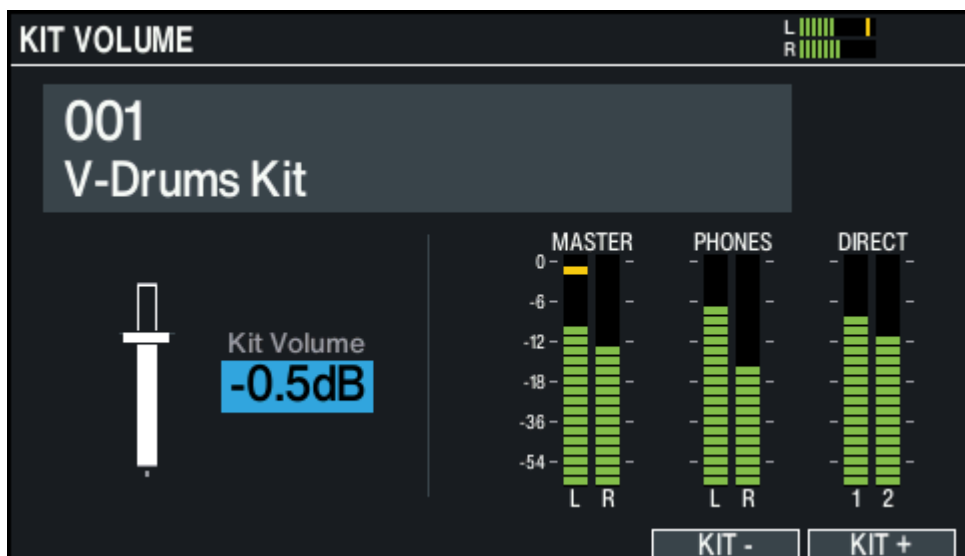 KIT VOLUME
L
R
001
V-Drums Kit
Kit Volume
-0.5dB
MASTER PHONES DIRECT
0
-6
-12
-18
-36
-54
L R L R 1 2
KIT - KIT +